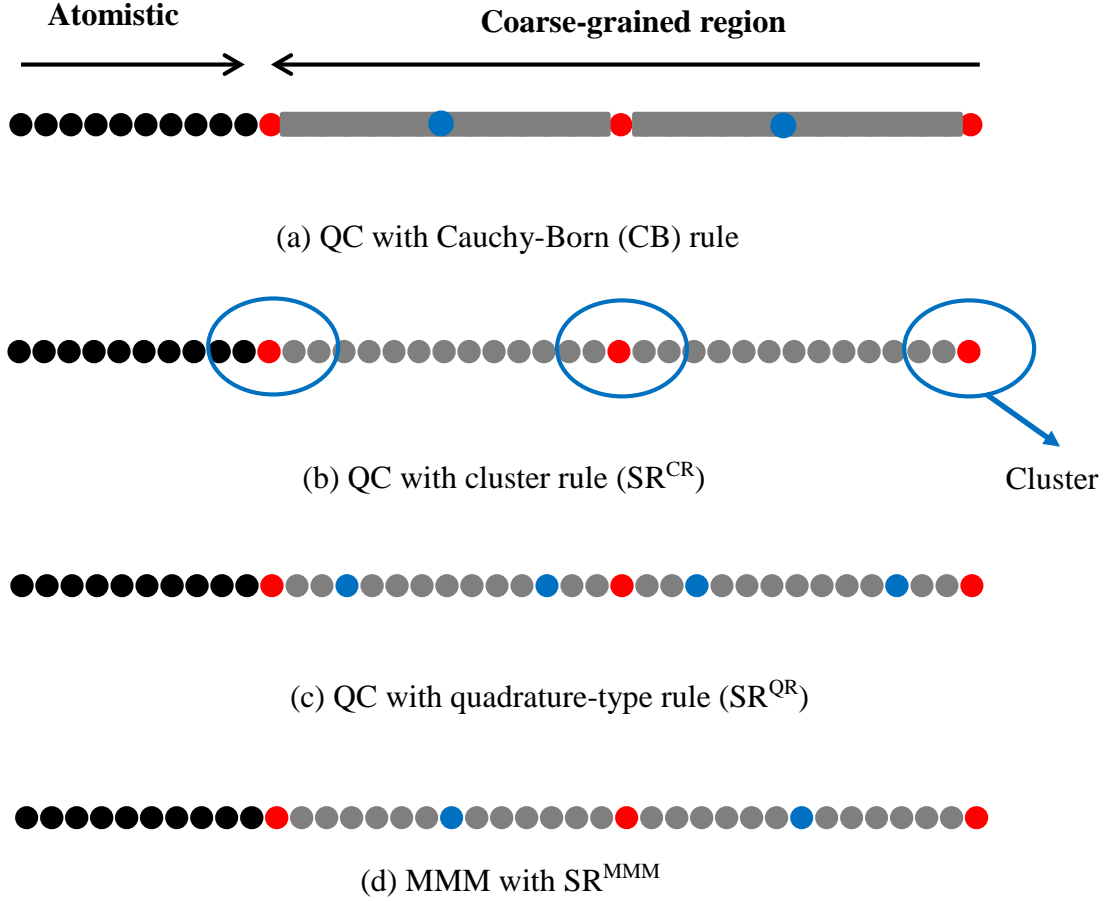 Atomistic
Coarse-grained region
(a) QC with Cauchy-Born (CB) rule
(b) QC with cluster rule (SR^CR)
Cluster
(c) QC with quadrature-type rule (SR^QR)
(d) MMM with SR^MMM